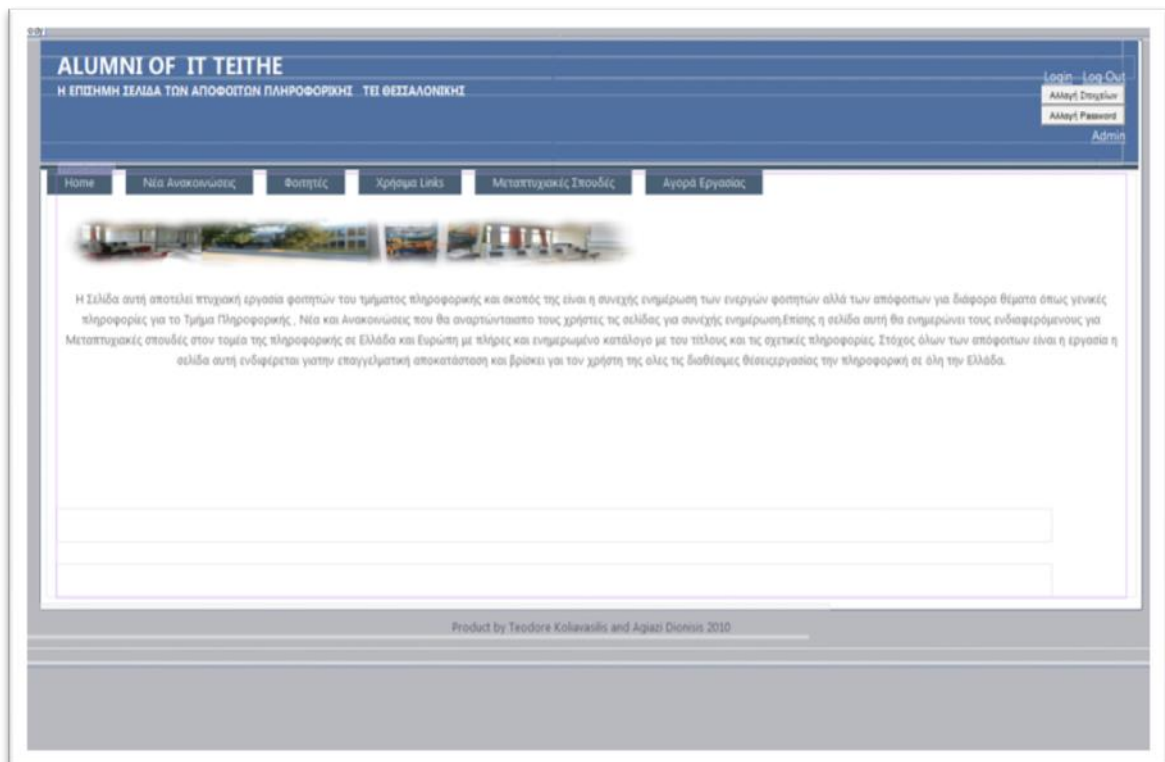 ALUMNI OF IT TEITHE
Η ΕΠΙΣΗΜΗ ΣΕΛΙΔΑ ΤΩΝ ΑΠΟΦΟΙΤΩΝ ΠΛΗΡΟΦΟΡΙΚΗΣ ΤΕΙ ΘΕΣΣΑΛΟΝΙΚΗΣ
Login Log Out
Αλλαγή Στοιχείων
Αλλαγή Password
Admin
Home Νέα Ανακοινώσεις Φοιτητές Χρήσιμα Links Μεταπτυχιακές Σπουδές Αγορά Εργασίας
Η Σελίδα αυτή αποτελεί πτυχιακή εργασία φοιτητών του τμήματος πληροφορικής και σκοπός της είναι η συνεχής ενημέρωση των ενεργών φοιτητών αλλά των απόφοιτων για διάφορα θέματα όπως γενικές
πληροφορίες για το Τμήμα Πληροφορικής , Νέα και Ανακοινώσεις που θα αναρτώνταιαπο τους χρήστες τις σελίδας για συνεχής ενημέρωση.Επίσης η σελίδα αυτή θα ενημερώνει τους ενδιαφερόμενους για
Μεταπτυχιακές σπουδές στον τομέα της πληροφορικής σε Ελλάδα και Ευρώπη με πλήρες και ενημερωμένο κατάλογο με του τίτλους και τις σχετικές πληροφορίες. Στόχος όλων των απόφοιτων είναι η εργασία η
σελίδα αυτή ενδιφέρεται γιατην επαγγελματική αποκατάσταση και βρίσκει γαι τον χρήστη της ολες τις διαθέσιμες θέσειςεργασίας την πληροφορική σε όλη την Ελλάδα.
Product by Teodore Koliavasilis and Agiazi Dionisis 2010